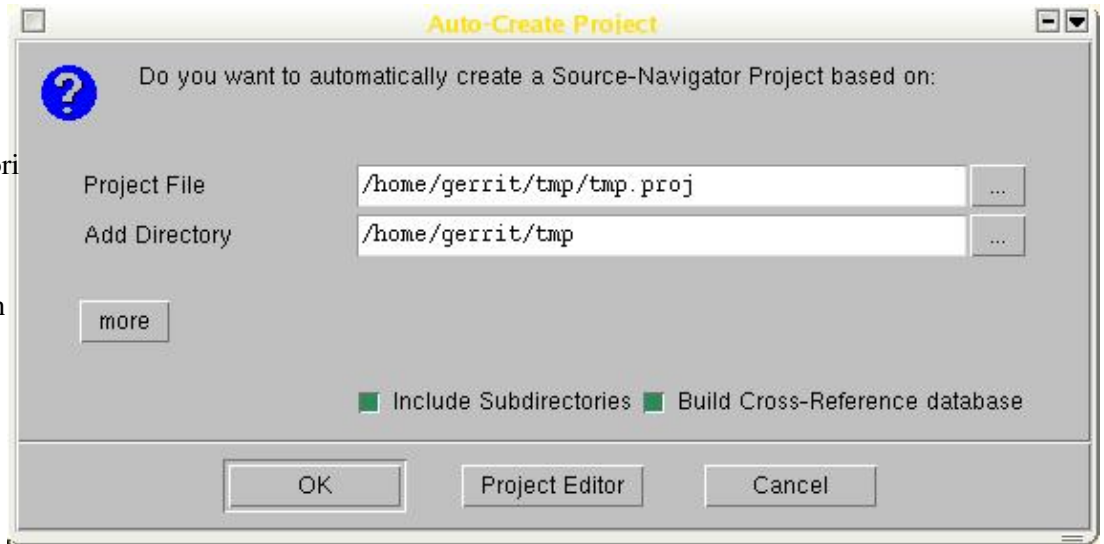 Auto-Create Project
Do you want to automatically create a Source-Navigator Project based on:
ori
Project File /home/gerrit/tmp/tmp.proj ...
Add Directory /home/gerrit/tmp ...
n
more
Include Subdirectories Build Cross-Reference database
OK Project Editor Cancel